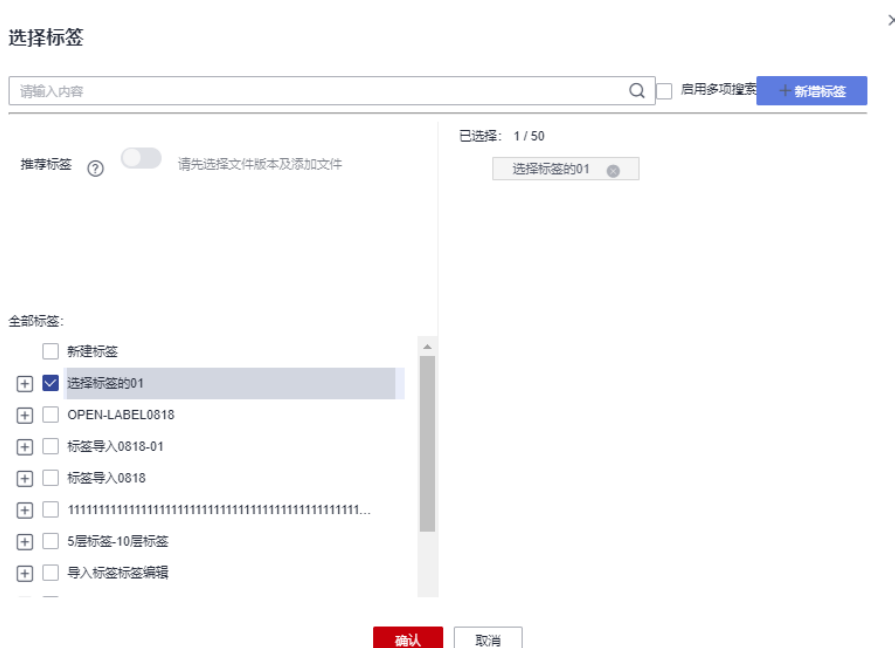 选择标签
请输入内容
启用多项搜索
新增标签
推荐标签
请先选择文件版本及添加文件
已选择: 1 / 50
选择标签的01
全部标签:
新建标签
选择标签的01
OPEN-LABEL0818
标签导入0818-01
标签导入0818
5层标签-10层标签
导入标签标签编辑
确认
取消